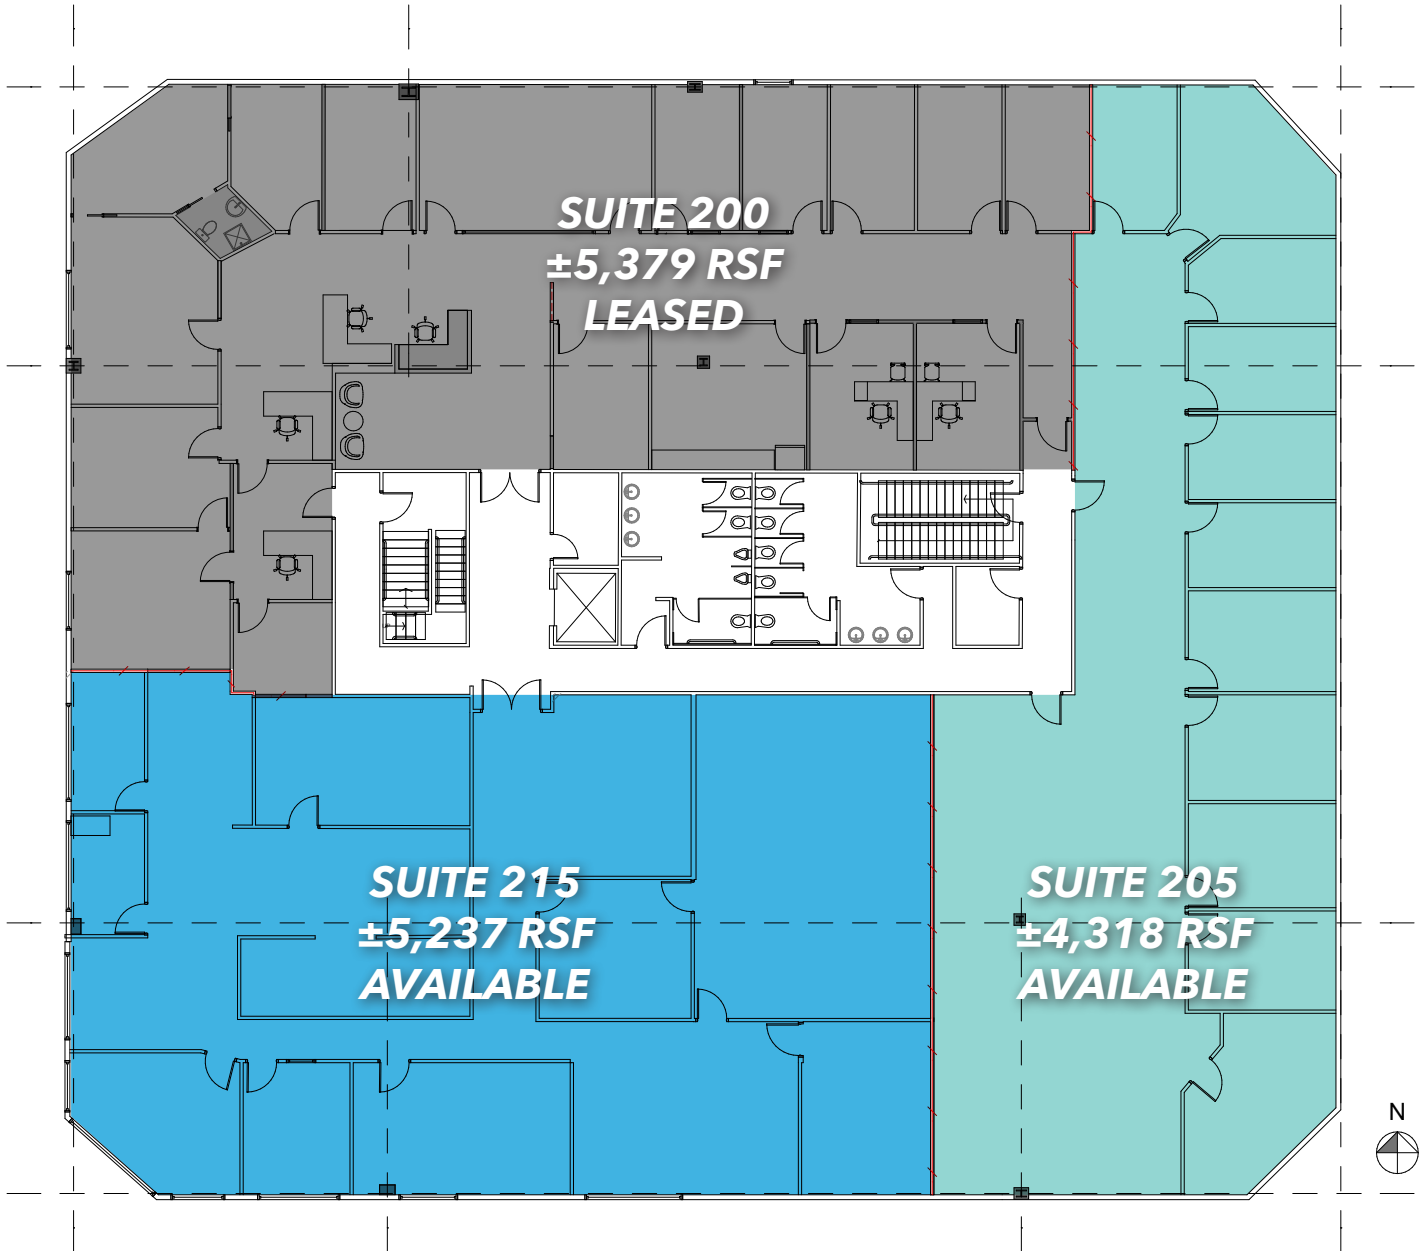 SUITE 200
±5,379 RSF
LEASED
SUITE 215
±5,237 RSF
AVAILABLE
SUITE 205
±4,318 RSF
AVAILABLE
N